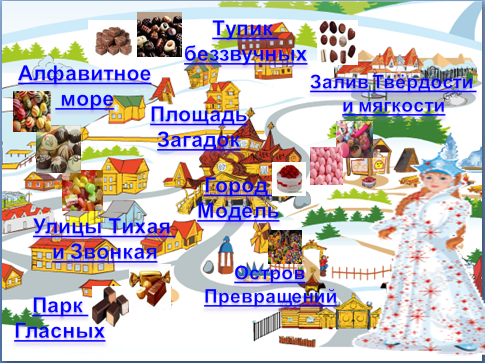 Тупик
беззвучных
Алфавитное
море
Залив Твердости
и мягкости
Площадь
Загадок
Город
Модель
Улицы Тихая
и Звонкая
Остров
Превращений
Парк
Гласных